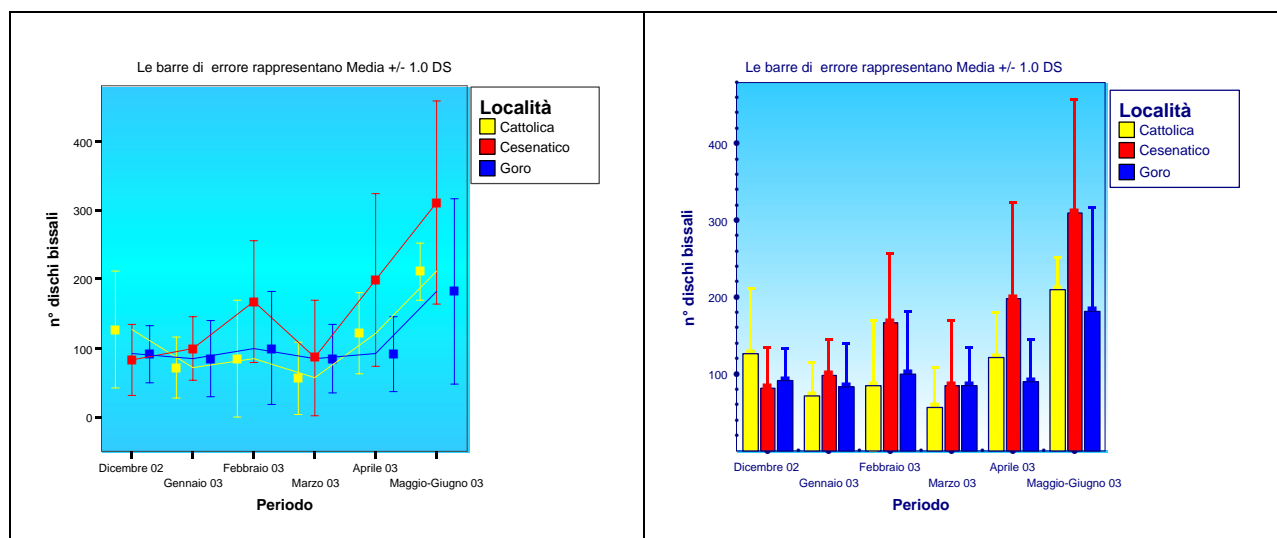 Le barre di errore rappresentano Media +/- 1.0 DS
Località
Cattolica
Cesenatico
Goro
n° dischi bissali
400
300
200
100
0
Dicembre 02
Febbraio 03
Aprile 03
Gennaio 03
Marzo 03
Maggio-Giugno 03
Periodo
Le barre di errore rappresentano Media +/- 1.0 DS
Località
Cattolica
Cesenatico
Goro
n° dischi bissali
400
300
200
100
Dicembre 02
Febbraio 03
Aprile 03
Gennaio 03
Marzo 03
Maggio-Giugno 03
Periodo